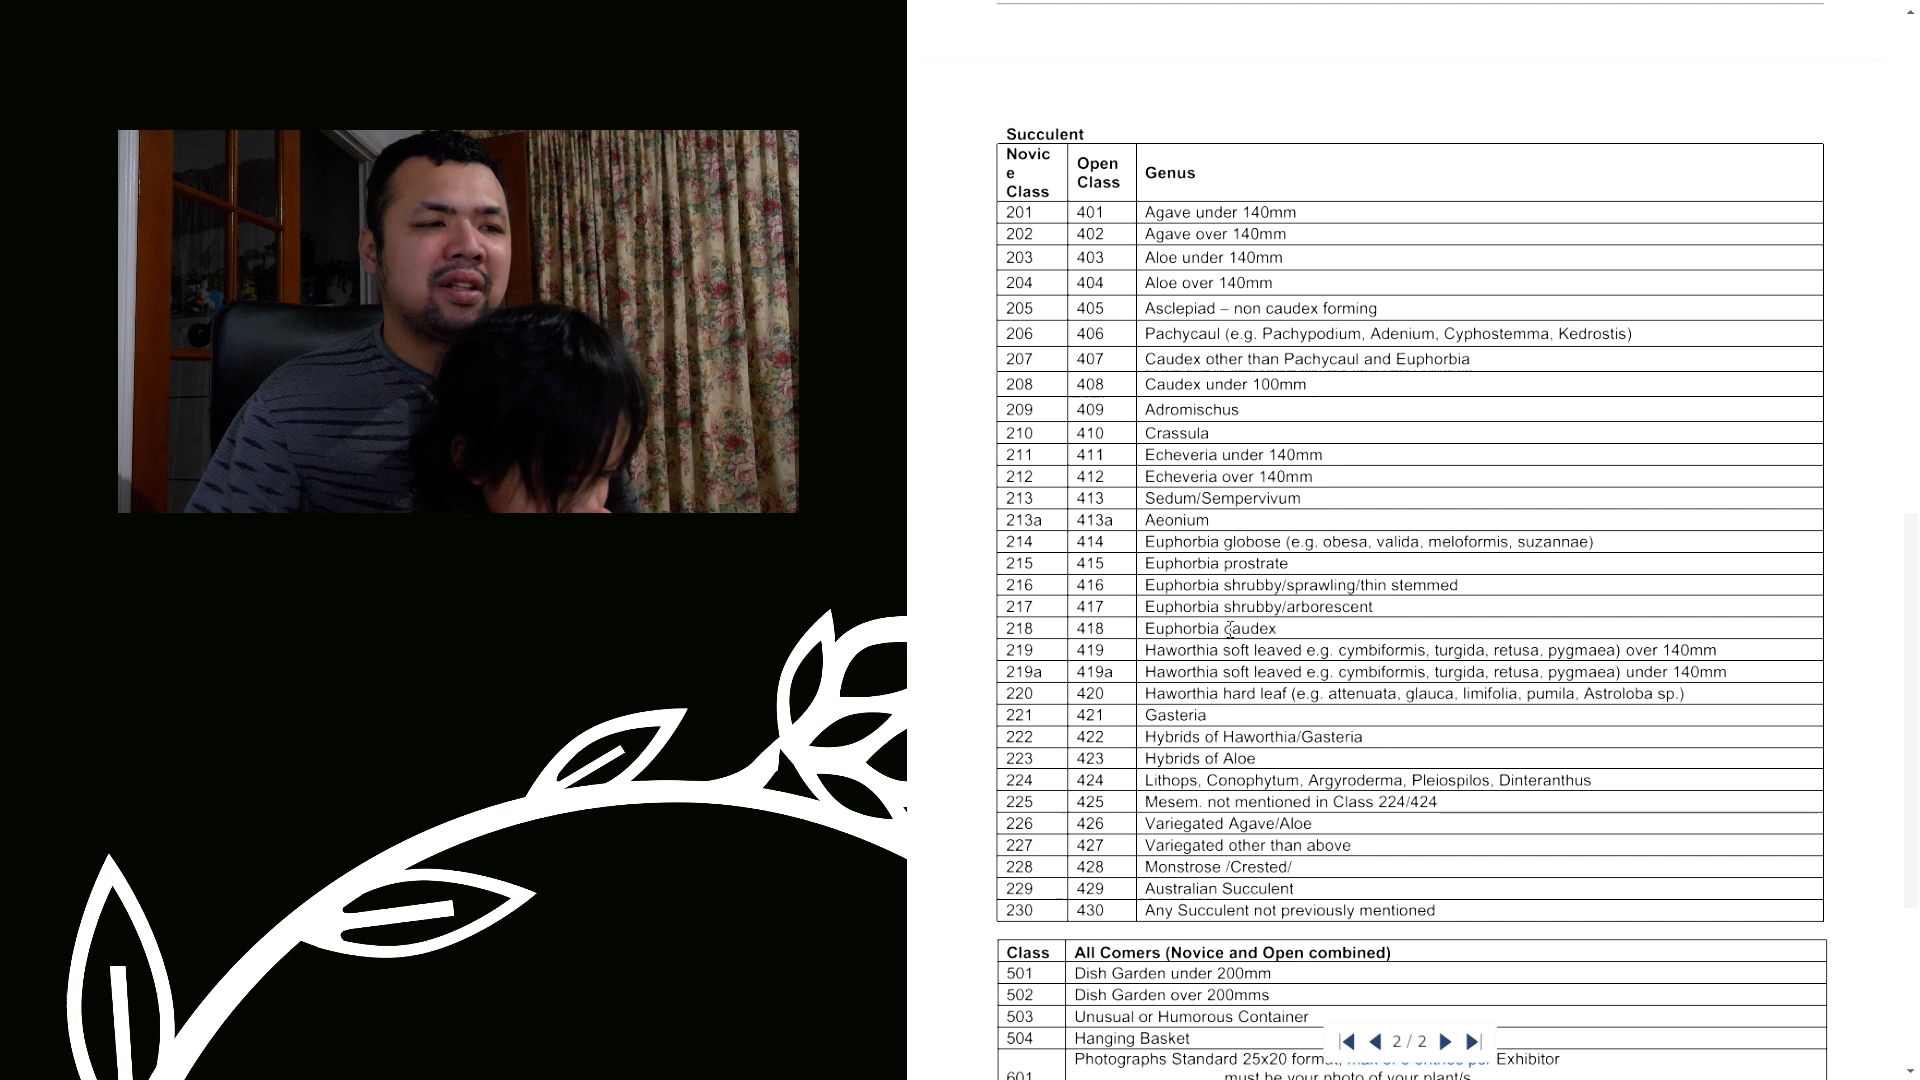 Succulent
Novic
e
Class Open
Class Genus
201 401 Agave under 140mm
202 402 Agave over 140mm
203 403 Aloe under 140mm
204 404 Aloe over 140mm
205 405 Asclepiad – non caudex forming
206 406 Pachycaul (e.g. Pachypodium, Adenium, Cyphostemma, Kedrostis)
207 407 Caudex other than Pachycaul and Euphorbia
208 408 Caudex under 100mm
209 409 Adromischus
210 410 Crassula
211 411 Echeveria under 140mm
212 412 Echeveria over 140mm
213 413 Sedum/Sempervivum
213a 413a Aeonium
214 414 Euphorbia globose (e.g. obesa, valida, meloformis, suzannae)
215 415 Euphorbia prostrate
216 416 Euphorbia shrubby/sprawling/thin stemmed
217 417 Euphorbia shrubby/arborescent
218 418 Euphorbia caudex
219 419 Haworthia soft leaved e.g. cymbiformis, turgida, retusa, pygmaea) over 140mm
219a 419a Haworthia soft leaved e.g. cymbiformis, turgida, retusa, pygmaea) under 140mm
220 420 Haworthia hard leaf (e.g. attenuata, glauca, limifolia, pumila, Astroloba sp.)
221 421 Gasteria
222 422 Hybrids of Haworthia/Gasteria
223 423 Hybrids of Aloe
224 424 Lithops, Conophytum, Argyroderma, Pleiospilos, Dinteranthus
225 425 Mesem. not mentioned in Class 224/424
226 426 Variegated Agave/Aloe
227 427 Variegated other than above
228 428 Monstrose /Crested/
229 429 Australian Succulent
230 430 Any Succulent not previously mentioned
Class All Comers (Novice and Open combined)
501 Dish Garden under 200mm
502 Dish Garden over 200mms
503 Unusual or Humorous Container
504 Hanging Basket
2 / 2
Photographs Standard 25x20 Exhibitor
601 must be your photo of your plant/s